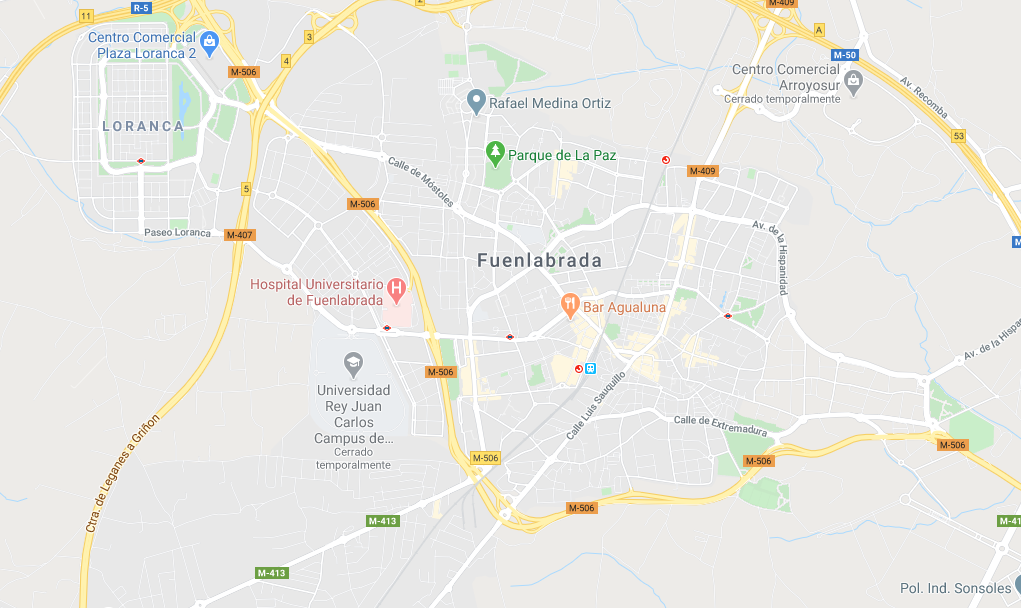 R-5
11
2
M-409
3
A
Centro Comercial
Plaza Loranca 2
4
M-50
M-506
Centro Comercial
Arroyosur
Cerrado temporalmente
Av. Recomba
Rafael Medina Ortiz
LORANCA
53
Parque de La Paz
Calle de Móstoles
M-409
5
M-506
Paseo Loranca
M-407
Av. de la Hispanidad
Fuenlabrada
Hospital Universitario
de Fuenlabrada
Bar Agualuna
Av. de la Hispa
M-506
Universidad
Rey Juan
Carlos
Campus de...
Cerrado
temporalmente
Calle Luis Sauquillo
Calle de Extremadura
Ctra. de Leganes a Griñon
M-506
M-506
M-506
M-506
M-413
M-41
M-413
Pol. Ind. Sonsoles